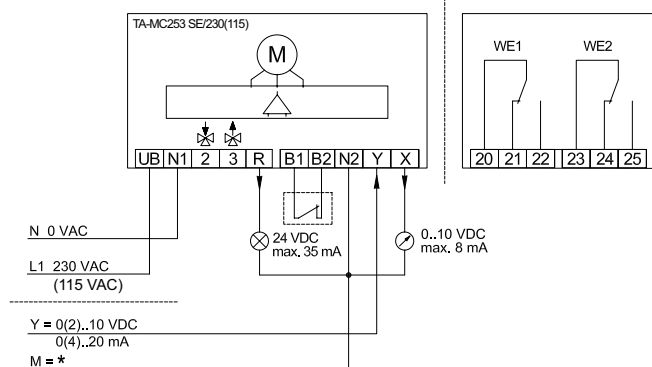 TA-MC253 SE/230(115)
M
UB N1 2 3 R B1 B2 N2 Y X
N 0 VAC
L1 230 VAC
(115 VAC)
24 VDC
max. 35 mA
0..10 VDC
max. 8 mA
Y = 0(2)..10 VDC
0(4)..20 mA
M = *
WE1 WE2
20 21 22 23 24 25